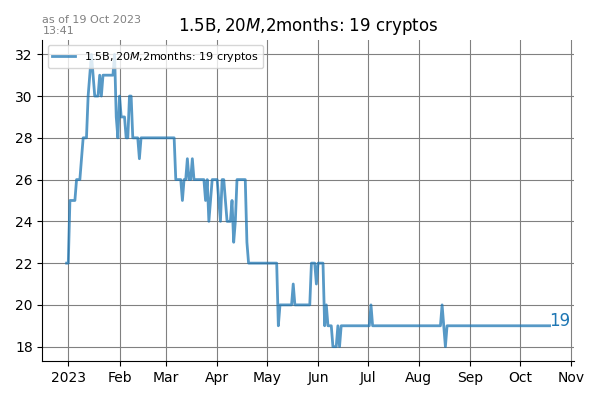 as of 19 Oct 2023
13:41
1.5B, 20M,2months: 19 cryptos
1.5B, 20M,2months: 19 cryptos
32
30
28
26
24
22
20
18
19
2023 Feb Mar Apr May Jun Jul Aug Sep Oct Nov